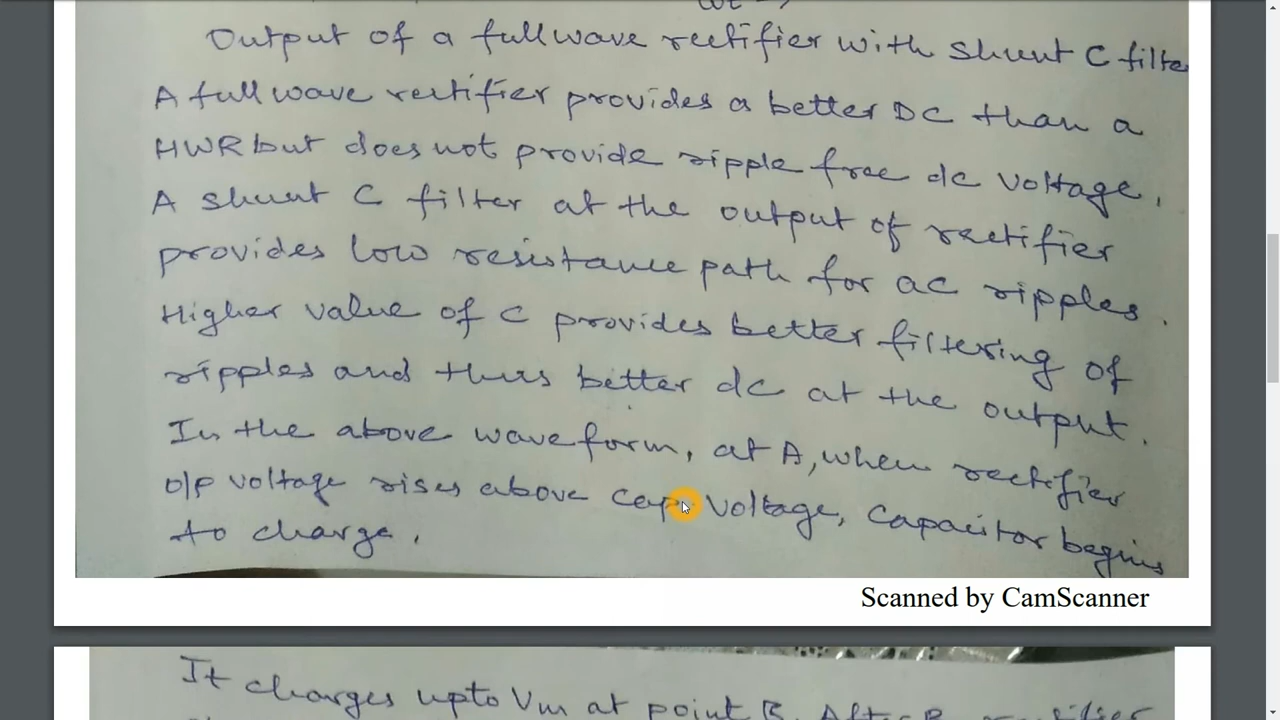 Output of a fullwave rectifier with shunt C filte
A full wave rectifier provides a better DC than a
HWR but does not provide ripple free dc voltage.
A shunt C filter at the output of rectifier
provides low resistance path for ac ripples.
Higher value of C provides better filtering of
ripples and thus better dc at the output.
In the above waveform, at A, when rectifier
o/p voltage rises above cap. voltage, capacitor begins
to charge.
Scanned by CamScanner
It charges upto Vm at point B. After B